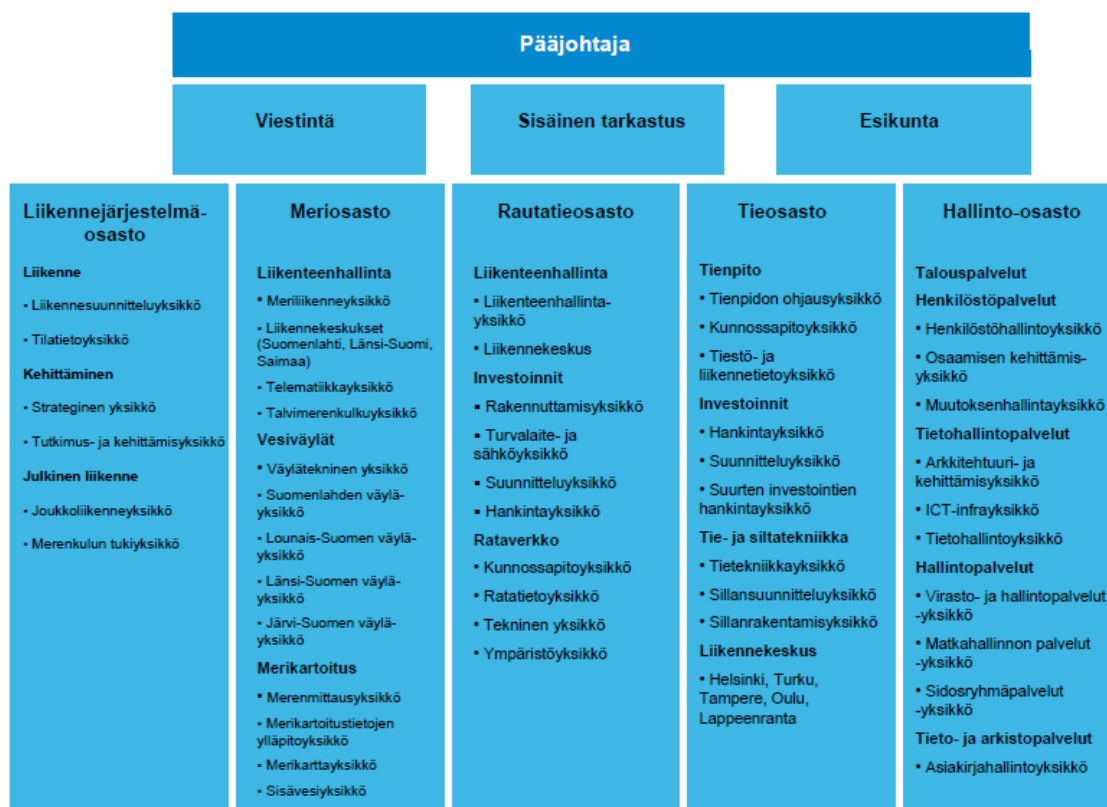 Pääjohtaja
Viestintä
Sisäinen tarkastus
Esikunta
Liikennejärjestelmä-
osasto
Liikenne
• Liikennesuunnitteluyksikkö
• Tilatietoyksikkö
Kehittäminen
• Strateginen yksikkö
• Tutkimus- ja kehittämisyksikkö
Julkinen liikenne
• Joukkoliikenneyksikkö
• Merenkulun tukiyksikkö
Meriosasto
Liikenteenhallinta
• Meriliikenneyksikkö
• Liikennekeskukset
(Suomenlahti, Länsi-Suomi,
Saimaa)
• Telematiikkayksikkö
• Talvimerenkulkuyksikkö
Vesiväylät
• Väylätekninen yksikkö
• Suomenlahden väylä-
yksikkö
• Lounais-Suomen väylä-
yksikkö
• Länsi-Suomen väylä-
yksikkö
• Järvi-Suomen väylä-
yksikkö
Merikartoitus
• Merenmittausyksikkö
• Merikartoitustietojen
ylläpitoyksikkö
• Merikarttayksikkö
• Sisävesiyksikkö
Rautatieosasto
Liikenteenhallinta
• Liikenteenhallinta-
yksikkö
• Liikennekeskus
Investoinnit
▪ Rakennuttamisyksikkö
▪ Turvalaite- ja
sähköyksikkö
▪ Suunnitteluyksikkö
▪ Hankintayksikkö
Rataverkko
• Kunnossapitoyksikkö
• Ratatietoyksikkö
• Tekninen yksikkö
• Ympäristöyksikkö
Tieosasto
Tienpito
• Tienpidon ohjausyksikkö
• Kunnossapitoyksikkö
• Tiestö- ja
liikennetietoyksikkö
Investoinnit
• Hankintayksikkö
• Suunnitteluyksikkö
• Suurten investointien
hankintayksikkö
Tie- ja siltatekniikka
• Tietekniikkayksikkö
• Sillansuunnitteluyksikkö
• Sillanrakentamisyksikkö
Liikennekeskus
• Helsinki, Turku,
Tampere, Oulu,
Lappeenranta
Hallinto-osasto
Talouspalvelut
Henkilöstöpalvelut
• Henkilöstöhallintoyksikkö
• Osaamisen kehittämis-
yksikkö
• Muutoksenhallintayksikkö
Tietohallintopalvelut
• Arkkitehtuuri- ja
kehittämisyksikkö
• ICT-infrayksikkö
• Tietohallintoyksikkö
Hallintopalvelut
• Virasto- ja hallintopalvelut
-yksikkö
• Matkahallinnon palvelut
-yksikkö
• Sidosryhmäpalvelut
-yksikkö
Tieto- ja arkistopalvelut
• Asiakirjahallintoyksikkö